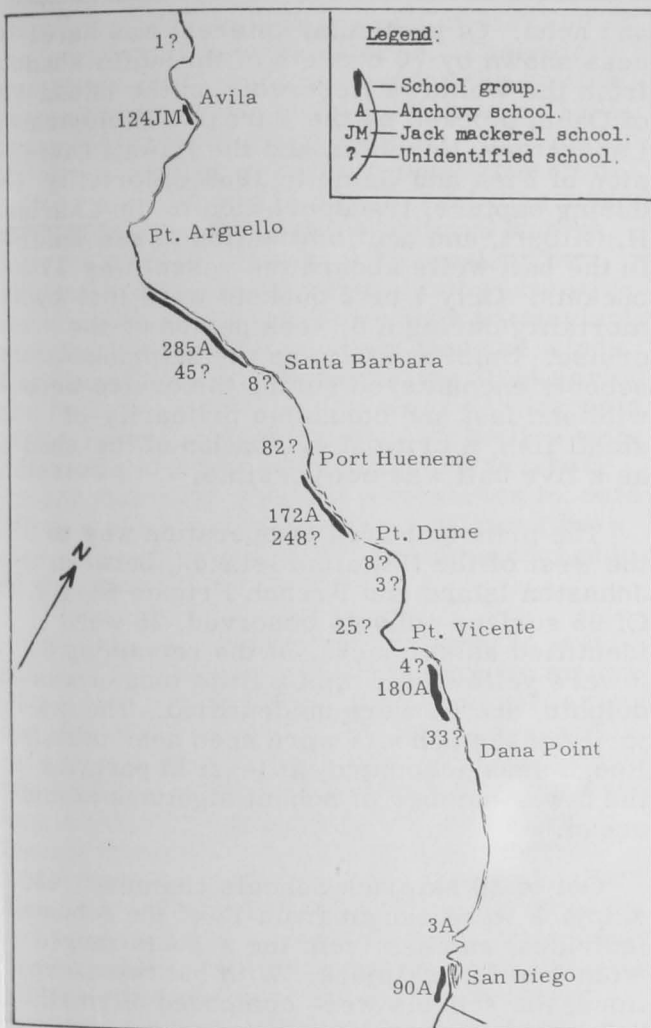 Legend:
School group.
A — Anchovy school.
JM — Jack mackerel school.
? — Unidentified school.
1?
Avila
124JM
Pt. Arguello
285A
45?
Santa Barbara
8?
82?
Port Hueneme
172A
248?
Pt. Dume
8?
3?
N
25?
Pt. Vicente
4?
180A
33?
Dana Point
3A
San Diego
90A